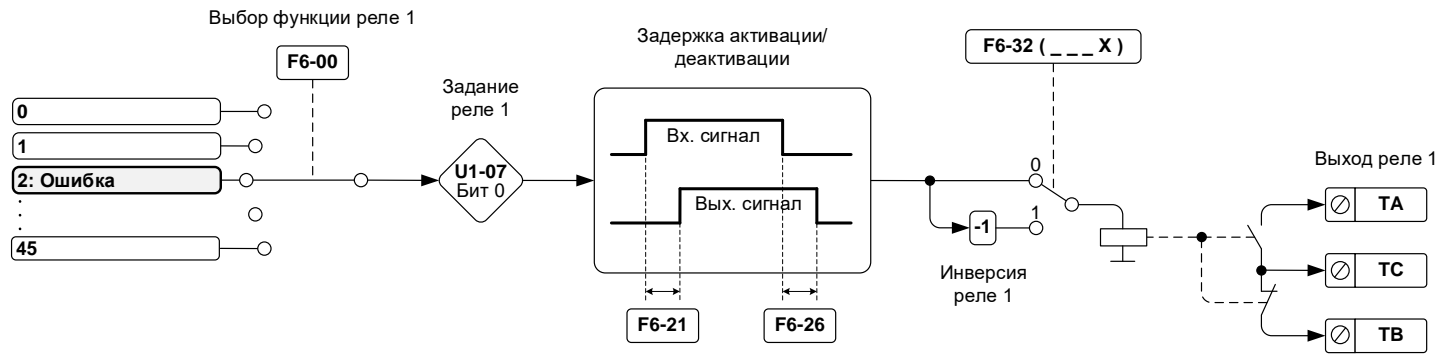 Выбор функции реле 1
F6-00
0
1
2: Ошибка
.
.
45
Задание
реле 1
U1-07
Бит 0
Задержка активации/
деактивации
Вх. сигнал
Вых. сигнал
F6-21
F6-26
F6-32 ( _ _ _ X )
0
1
-1
Инверсия
реле 1
Выход реле 1
TA
TC
TB